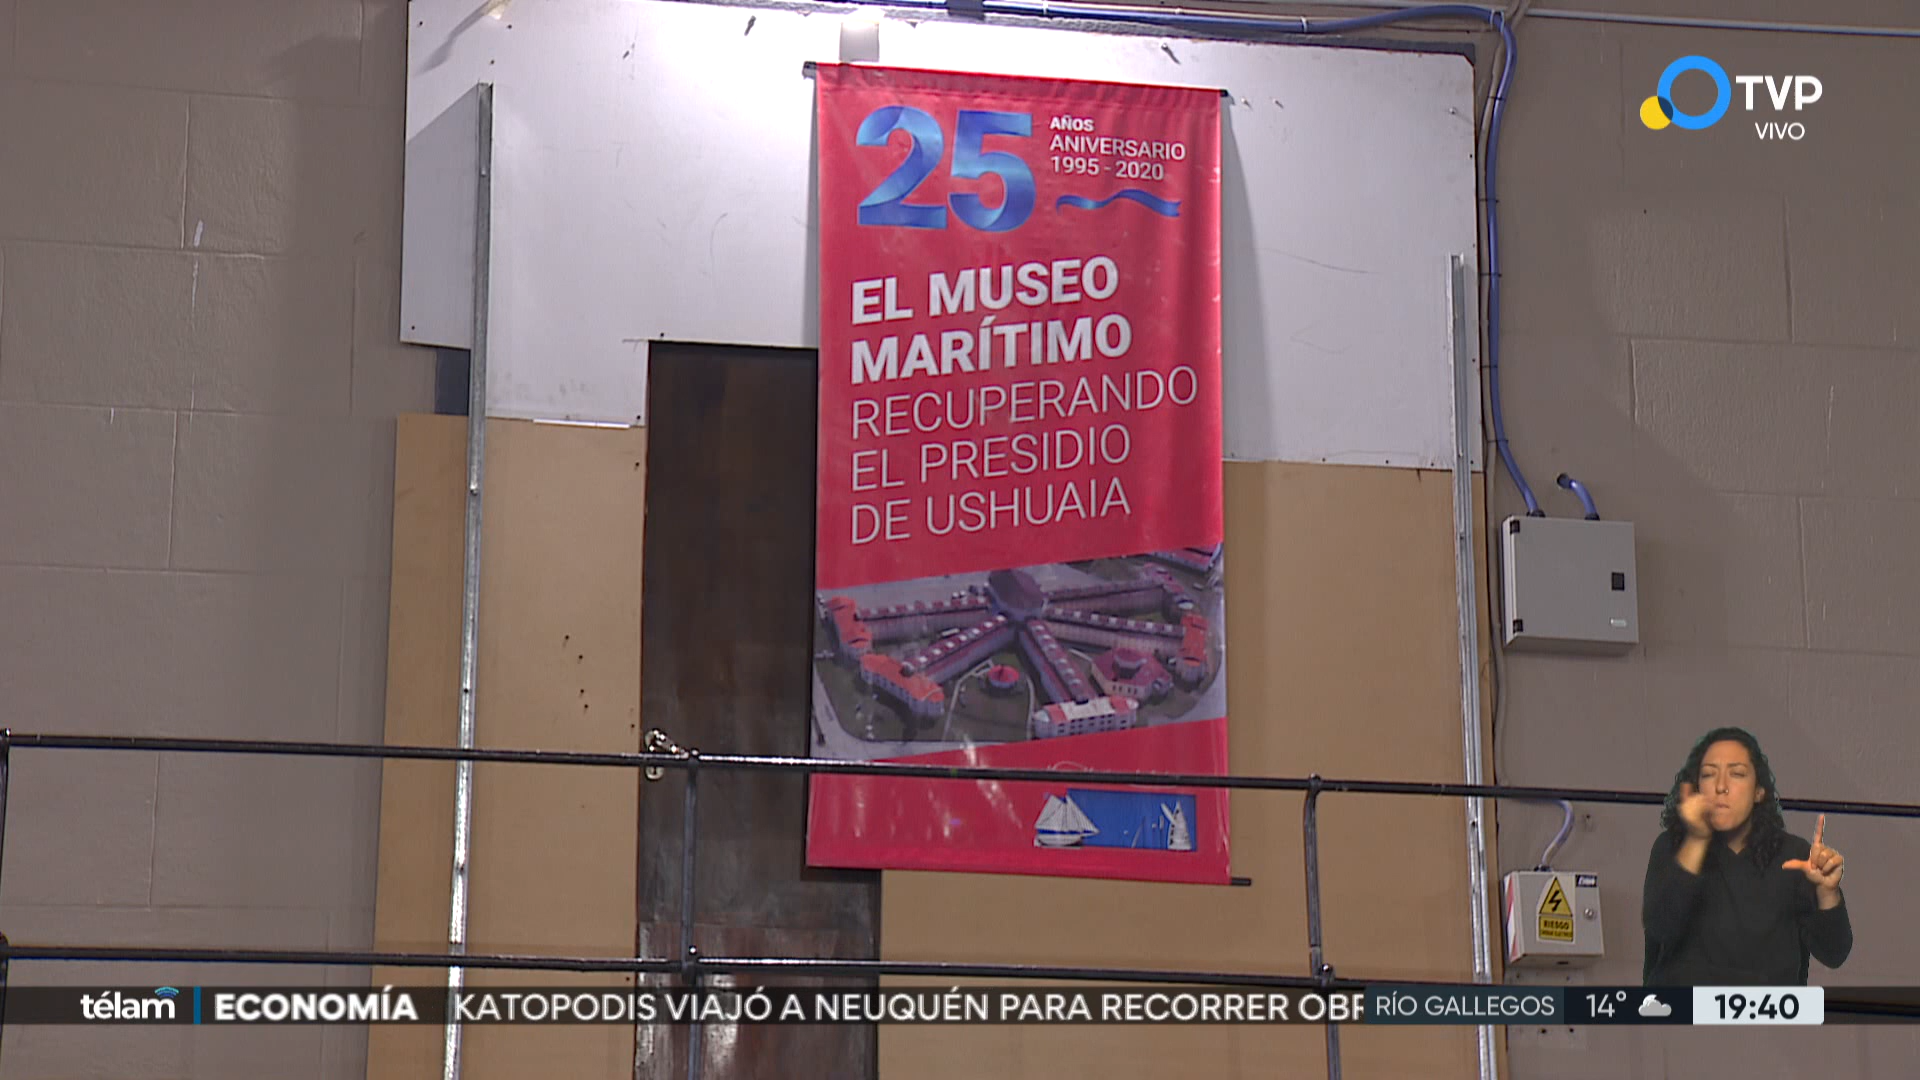 TVP
VIVO
25
AÑOS
ANIVERSARIO
1995 - 2020
EL MUSEO
MARÍTIMO
RECUPERANDO
EL PRESIDIO
DE USHUAIA
RIESGO
télam
ECONOMÍA
KATOPODIS VIAJÓ A NEUQUÉN PARA RECORRER OBR
RÍO GALLEGOS
14°
19:40